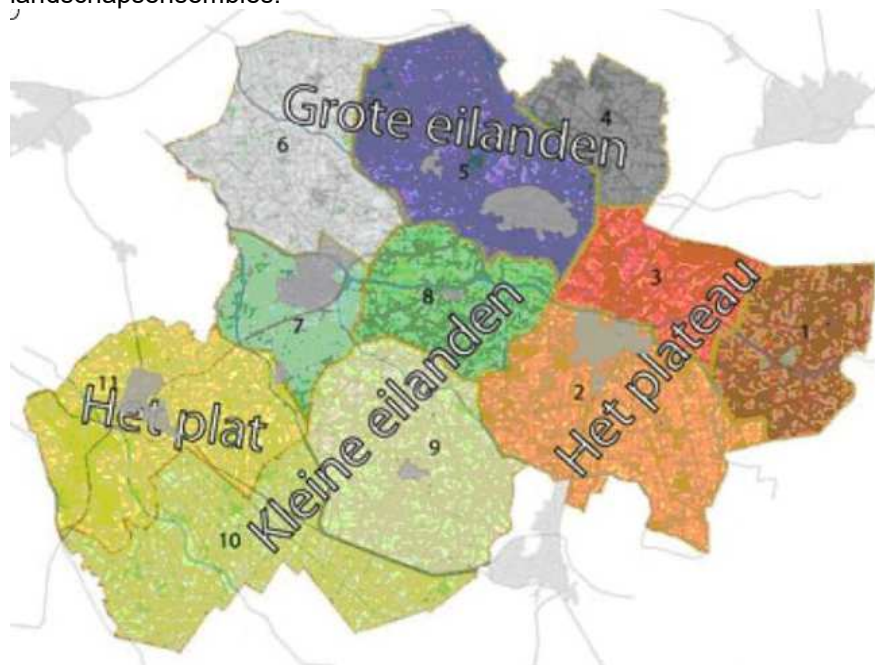 landschapsensembles.
Grote eilanden
4
6
5
3
8
7
1
Kleine eilanden
Het plateau
11
2
Het plat
9
10